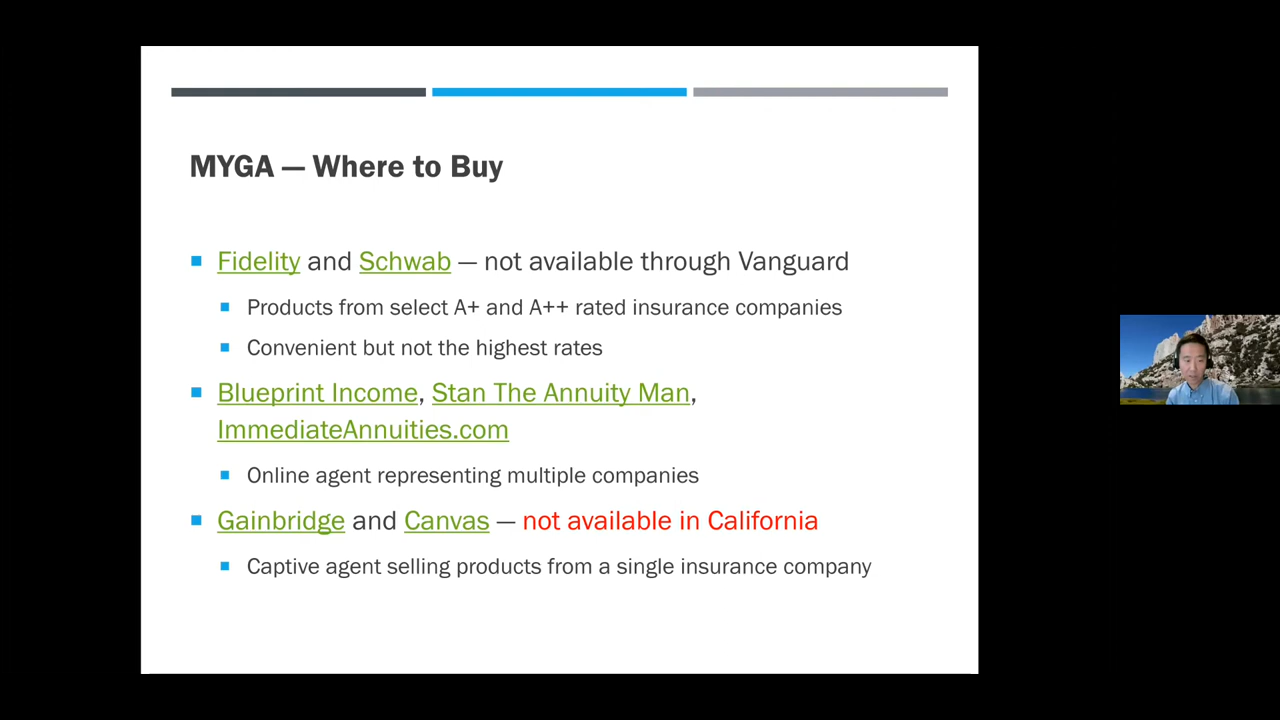 MYGA — Where to Buy
Fidelity and Schwab — not available through Vanguard
Products from select A+ and A++ rated insurance companies
Convenient but not the highest rates
Blueprint Income, Stan The Annuity Man,
ImmediateAnnuities.com
Online agent representing multiple companies
Gainbridge and Canvas — not available in California
Captive agent selling products from a single insurance company